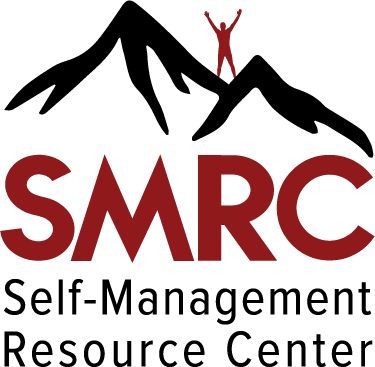 SMRC
Self-Management
Resource Center